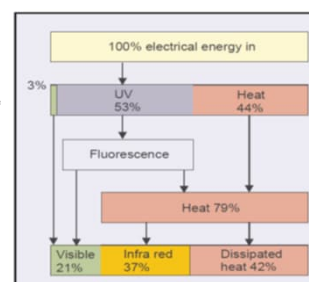 100% electrical energy in
3%
UV
53%
Heat
44%
Fluorescence
Heat 79%
Visible
21%
Infra red
37%
Dissipated
heat 42%